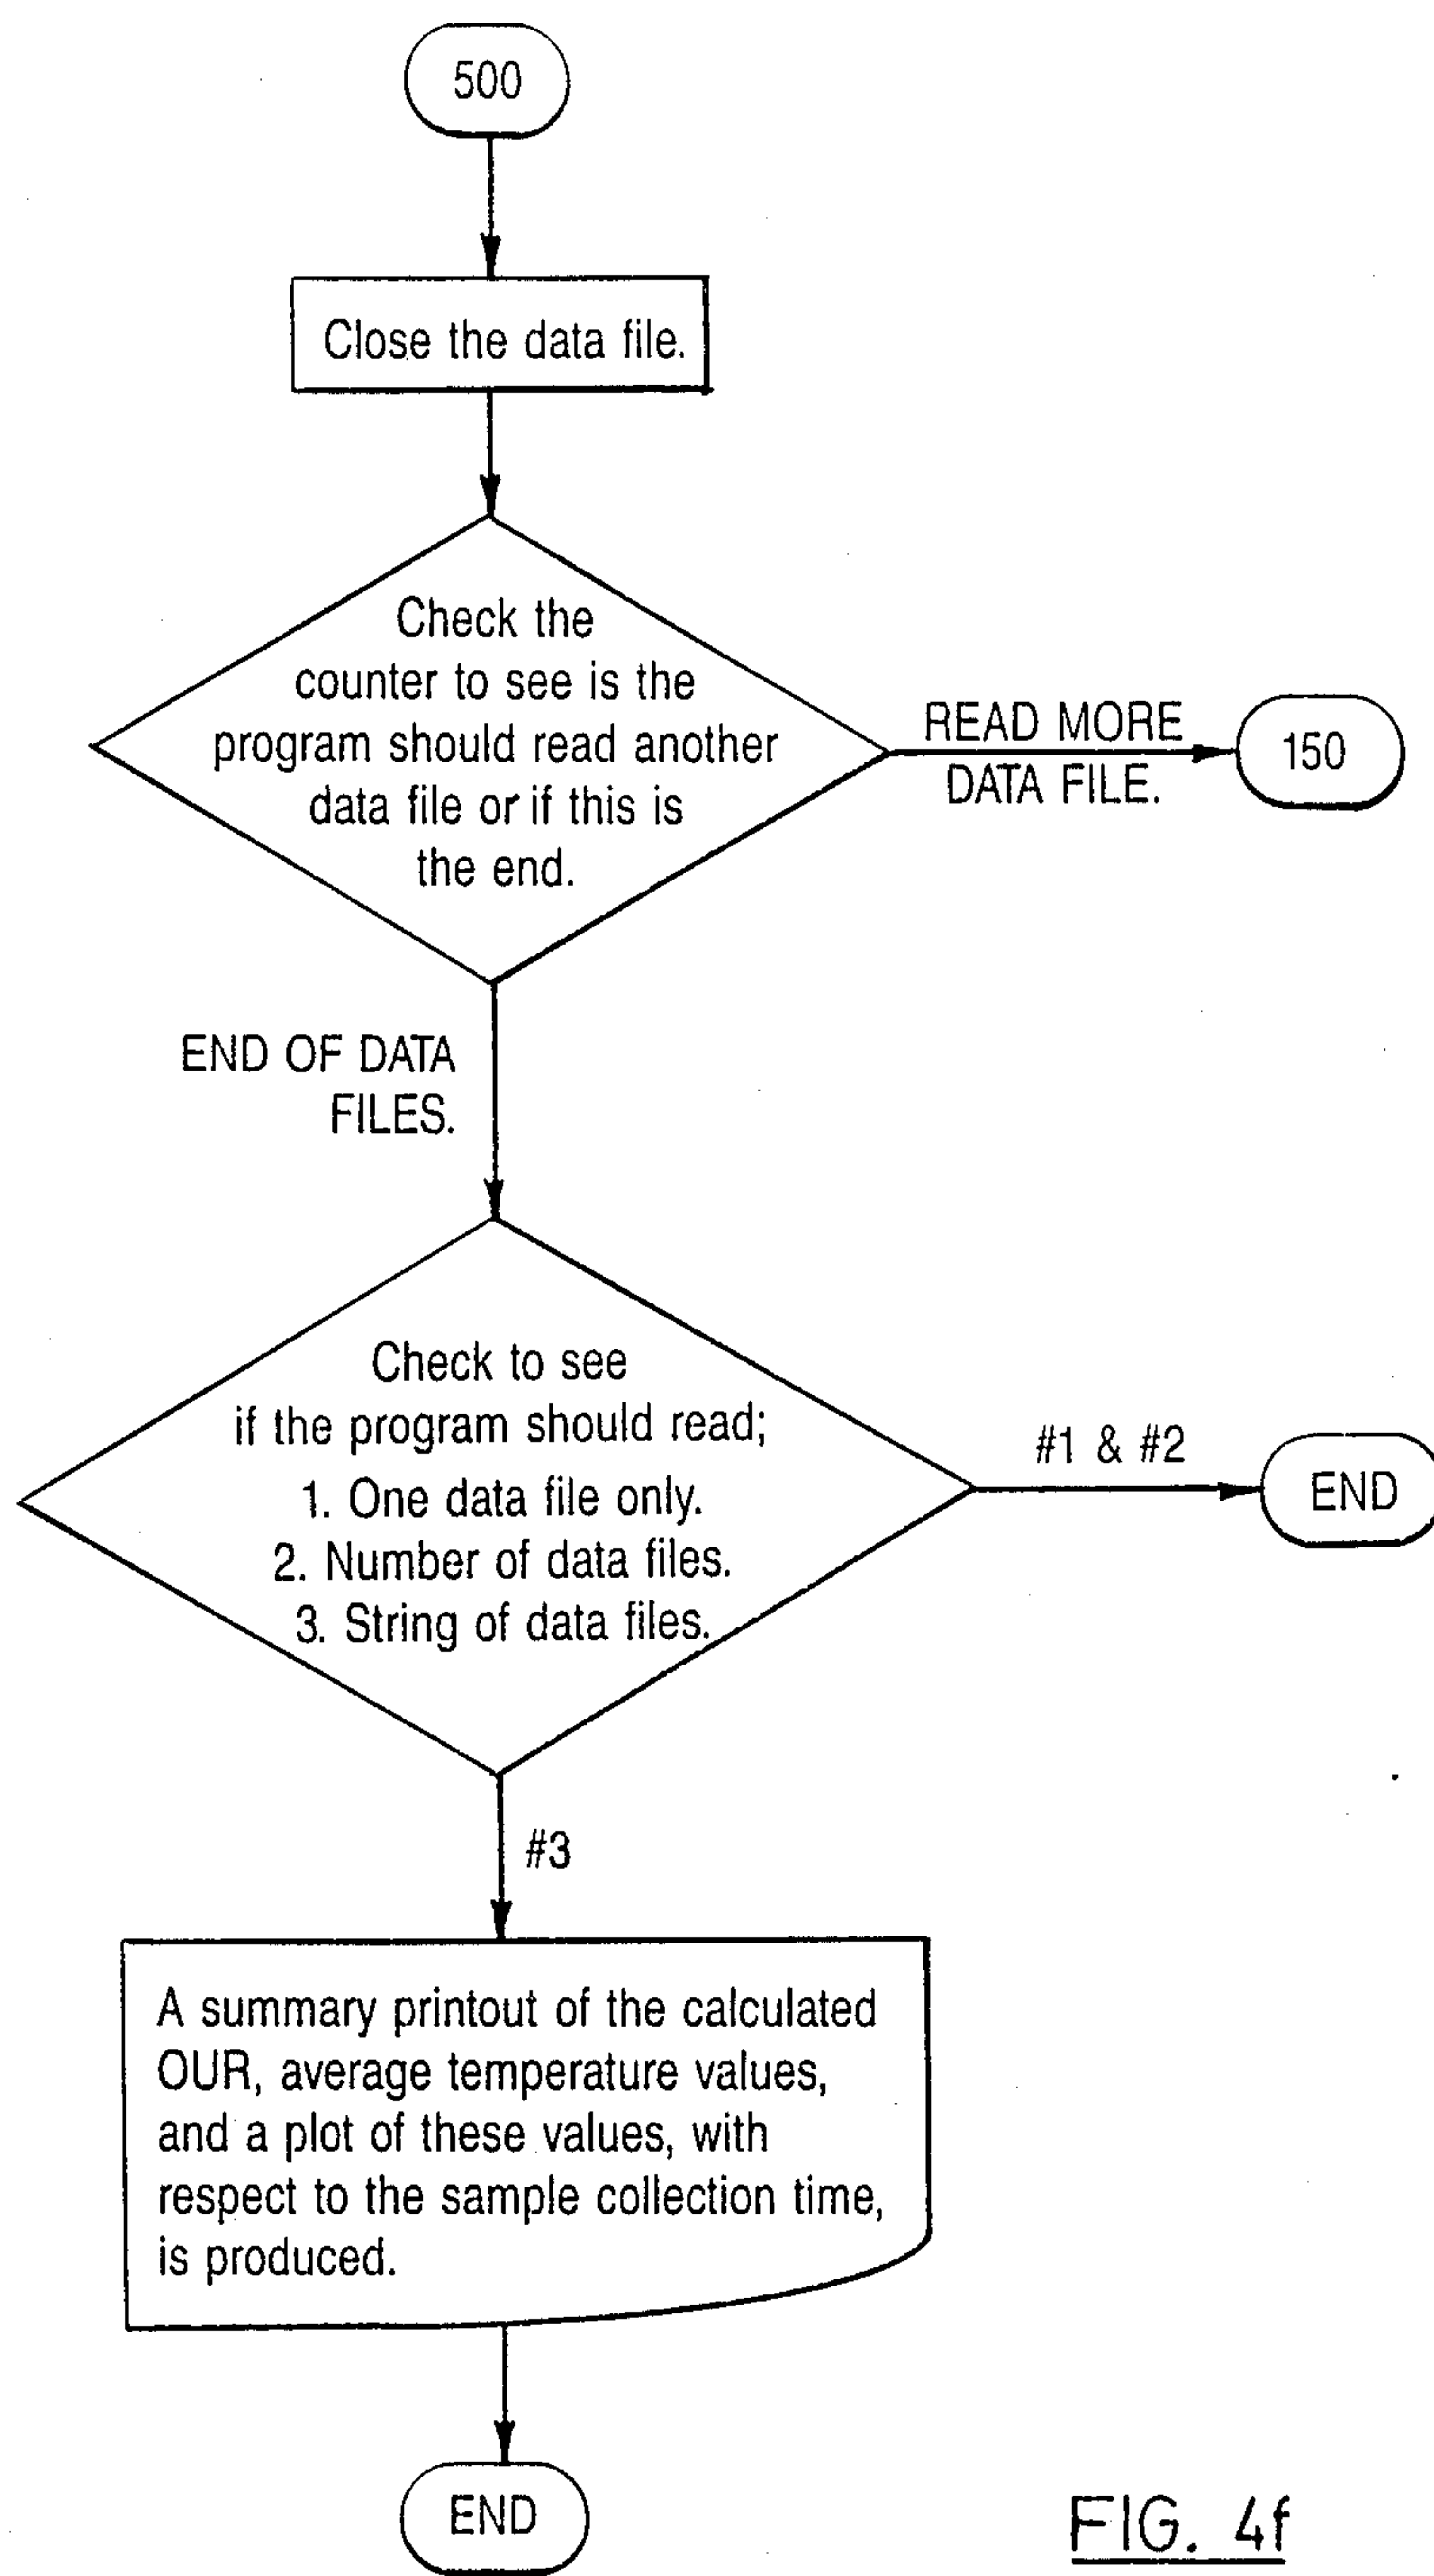 500
Close the data file.
Check the
counter to see is the
program should read another
data file or if this is
the end.
READ MORE
DATA FILE.
150
END OF DATA
FILES.
Check to see
if the program should read;
1. One data file only.
2. Number of data files.
3. String of data files.
#1 & #2
END
#3
A summary printout of the calculated
OUR, average temperature values,
and a plot of these values, with
respect to the sample collection time,
is produced.
END
FIG. 4f